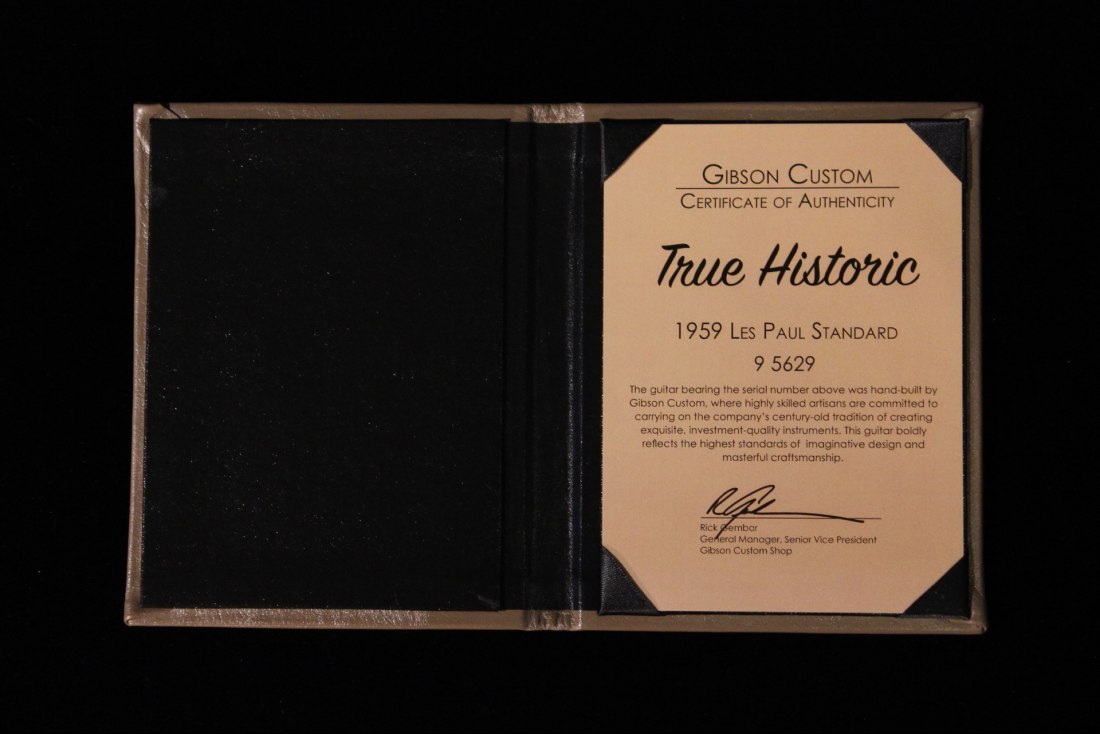 GIBSON CUSTOM
CERTIFICATE OF AUTHENTICITY
True Historic
1959 LES PAUL STANDARD
9 5629
The guitar bearing the serial number above was hand-built by
Gibson Custom, where highly skilled artisans are committed to
carrying on the company's century-old tradition of creating
exquisite, investment-quality instruments. This guitar boldly
reflects the highest standards of imaginative design and
masterful craftsmanship.
Rick Gembar
General Manager, Senior Vice President
Gibson Custom Shop